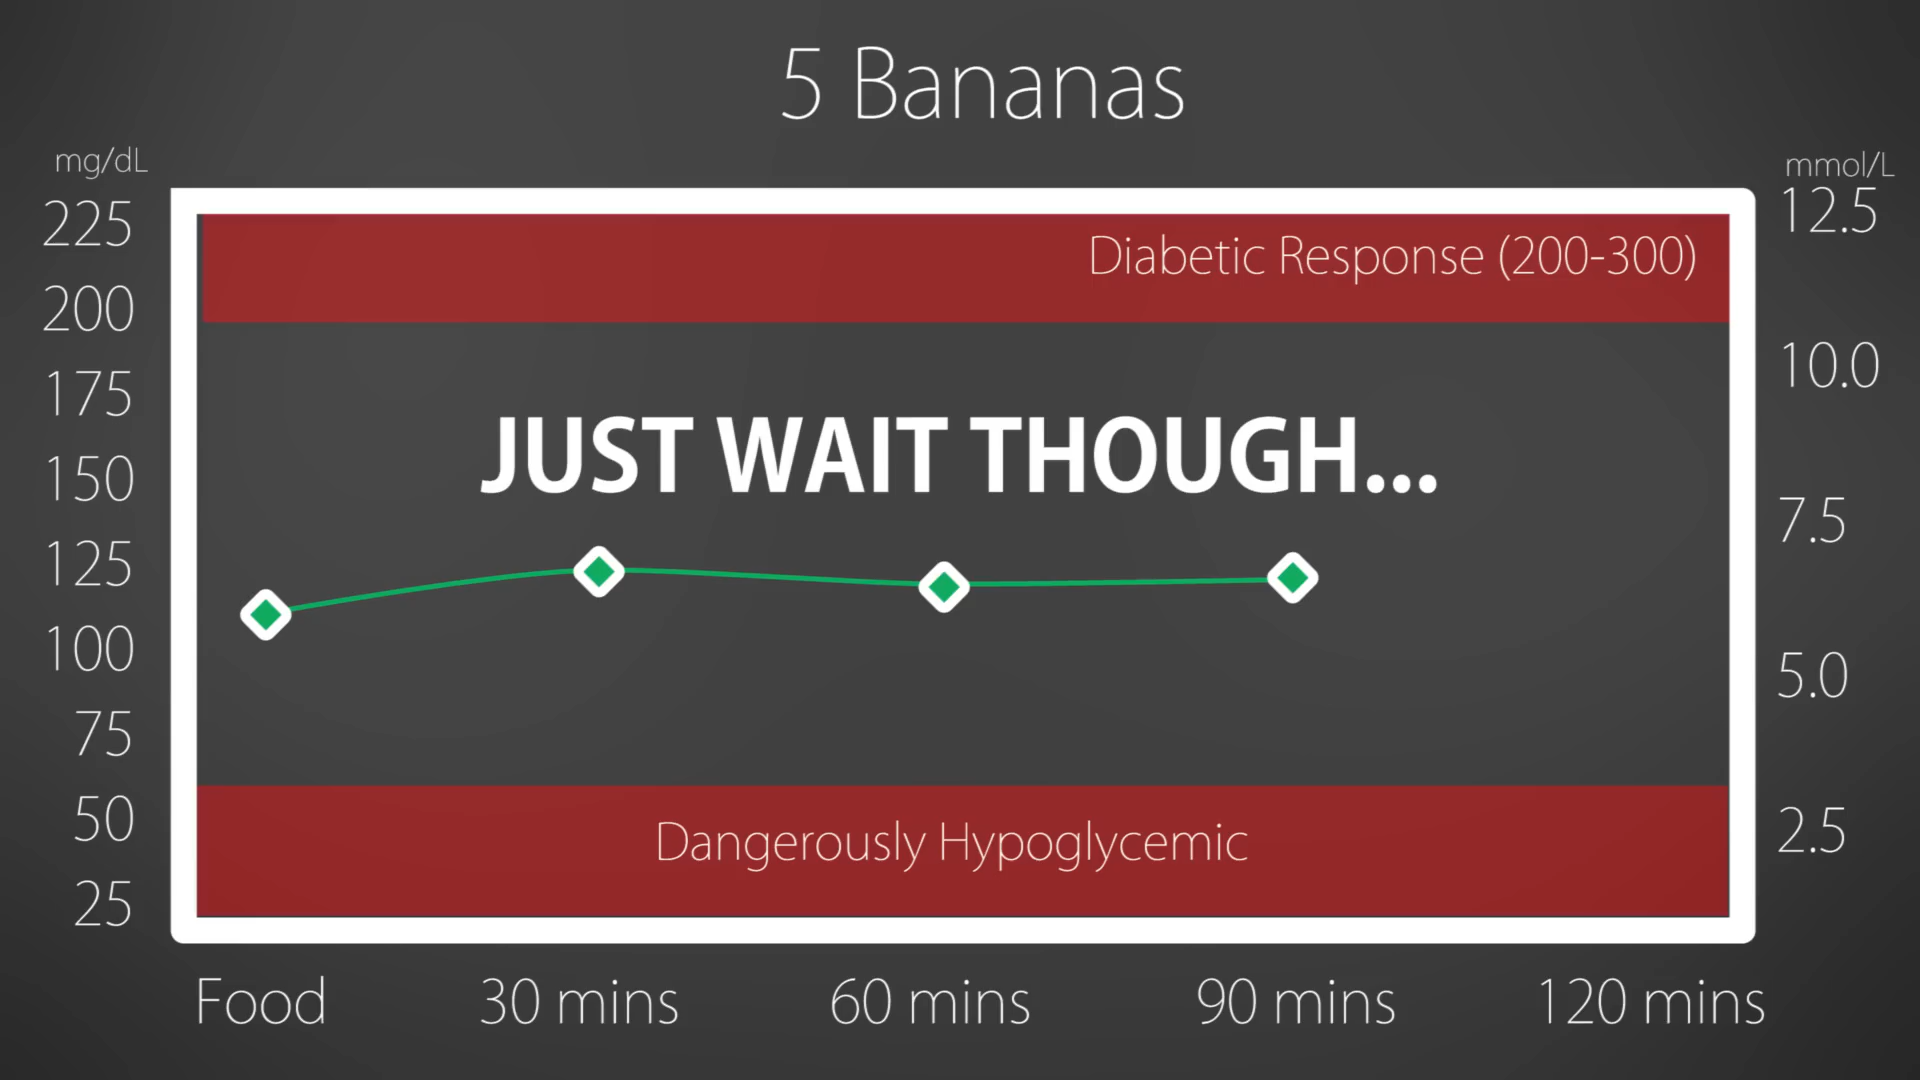 5 Bananas
mg/dL
mmol/L
225
12.5
Diabetic Response (200-300)
200
10.0
175
JUST WAIT THOUGH...
150
7.5
125
100
5.0
75
50
Dangerously Hypoglycemic
2.5
25
Food
30 mins
60 mins
90 mins
120 mins